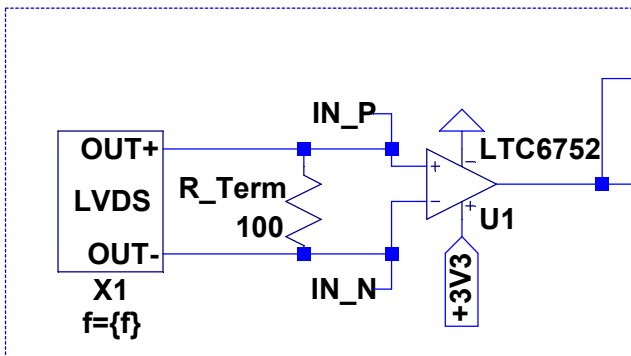 IN_P
LTC6752
OUT+
R_Term
+
−
LVDS
−
100
+
U1
OUT-
X1
IN_N
+3V3
f={f}